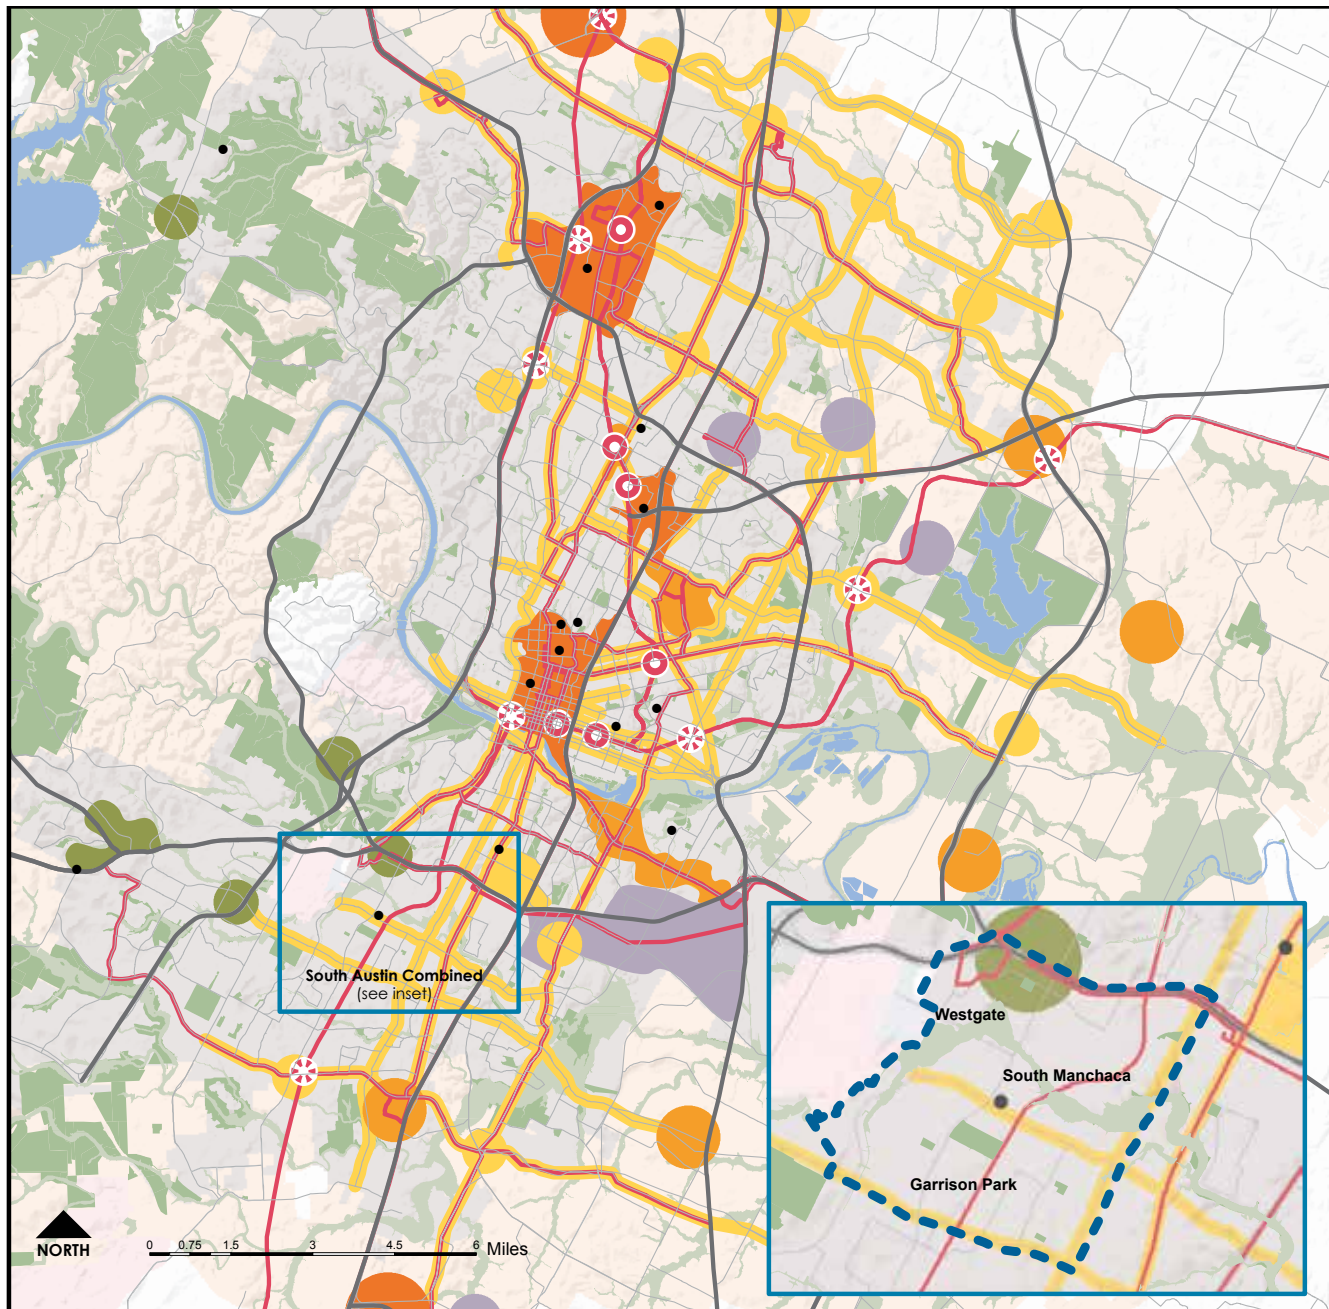 South Austin Combined
(see inset)
Westgate
South Manchaca
Garrison Park
NORTH
0 0.75 1.5 3 4.5 6 Miles